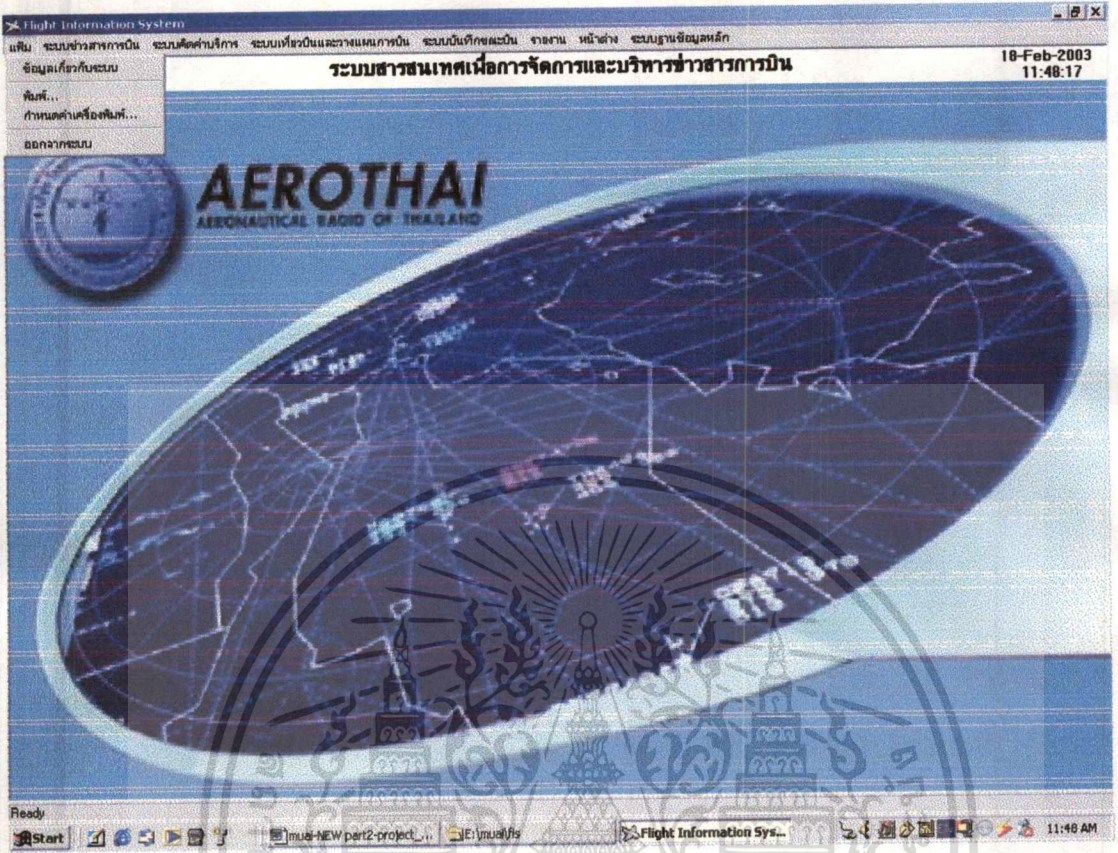 Flight Information System
แฟ้ม ระบบข่าวสารการบิน ระบบคิดค่าบริการ ระบบเที่ยวบินและวางแผนการบิน ระบบบันทึกขณะบิน รายงาน หน้าต่าง ระบบฐานข้อมูลหลัก
ข้อมูลเกี่ยวกับระบบ
พิมพ์...
กำหนดค่าเครื่องพิมพ์...
ออกจากระบบ
ระบบสารสนเทศเพื่อการจัดการและบริหารข่าวสารการบิน
18-Feb-2003
11:48:17
AEROTHAI
AERONAUTICAL RADIO OF THAILAND
Ready
Start mual-NEW part2-project_... E:\mual\fis Flight Information Sys... 11:48 AM